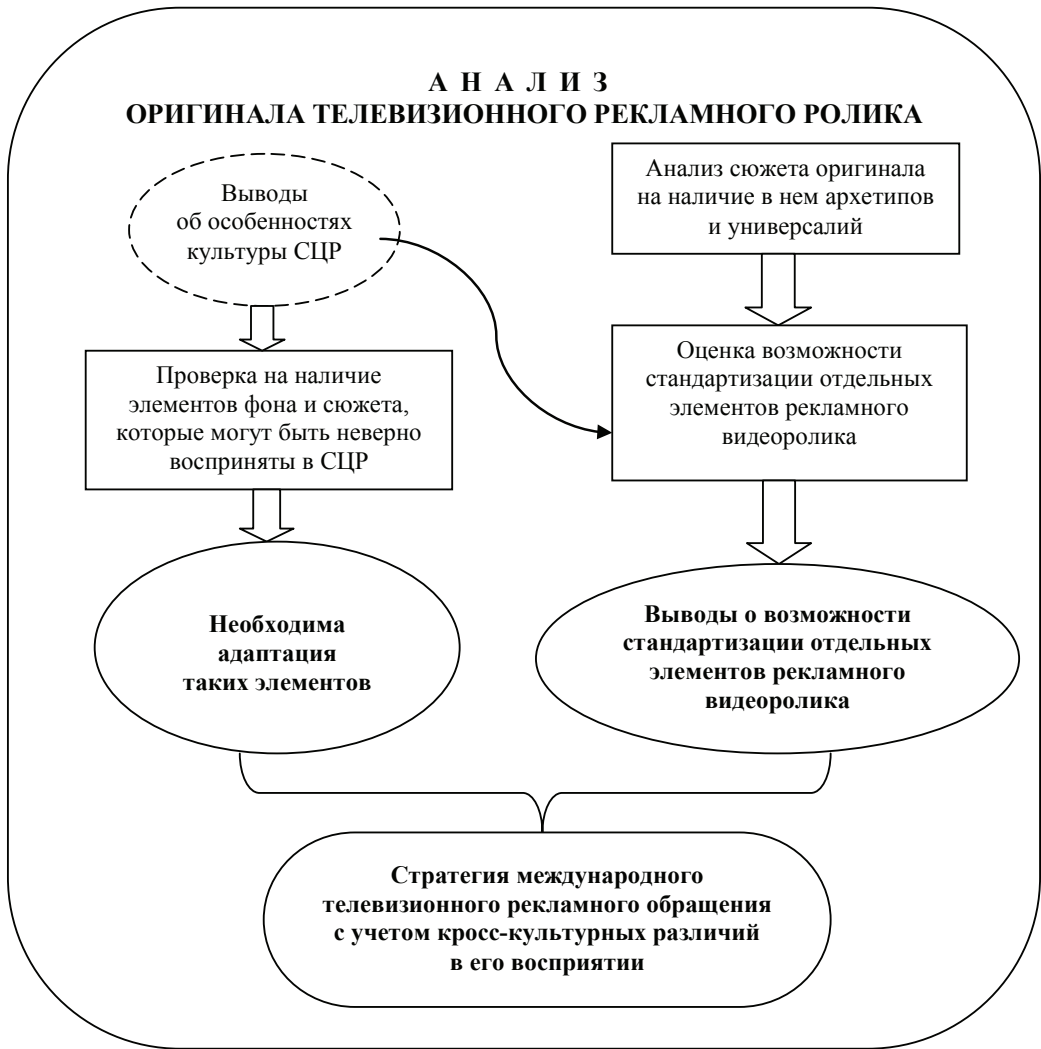 А Н А Л И З
ОРИГИНАЛА ТЕЛЕВИЗИОННОГО РЕКЛАМНОГО РОЛИКА
Выводы
об особенностях
культуры СЦР
Анализ сюжета оригинала
на наличие в нем архетипов
и универсалий
Проверка на наличие
элементов фона и сюжета,
которые могут быть неверно
восприняты в СЦР
Оценка возможности
стандартизации отдельных
элементов рекламного
видеоролика
Необходима
адаптация
таких элементов
Выводы о возможности
стандартизации отдельных
элементов рекламного
видеоролика
Стратегия международного
телевизионного рекламного обращения
с учетом кросс-культурных различий
в его восприятии